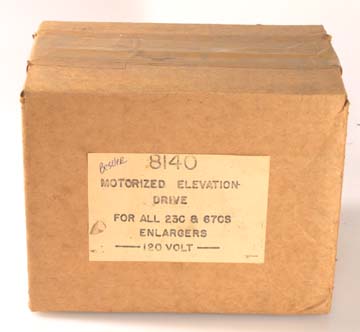 Beseler 8140
MOTORIZED ELEVATION
DRIVE
FOR ALL 23C & 67CS
ENLARGERS
120 VOLT